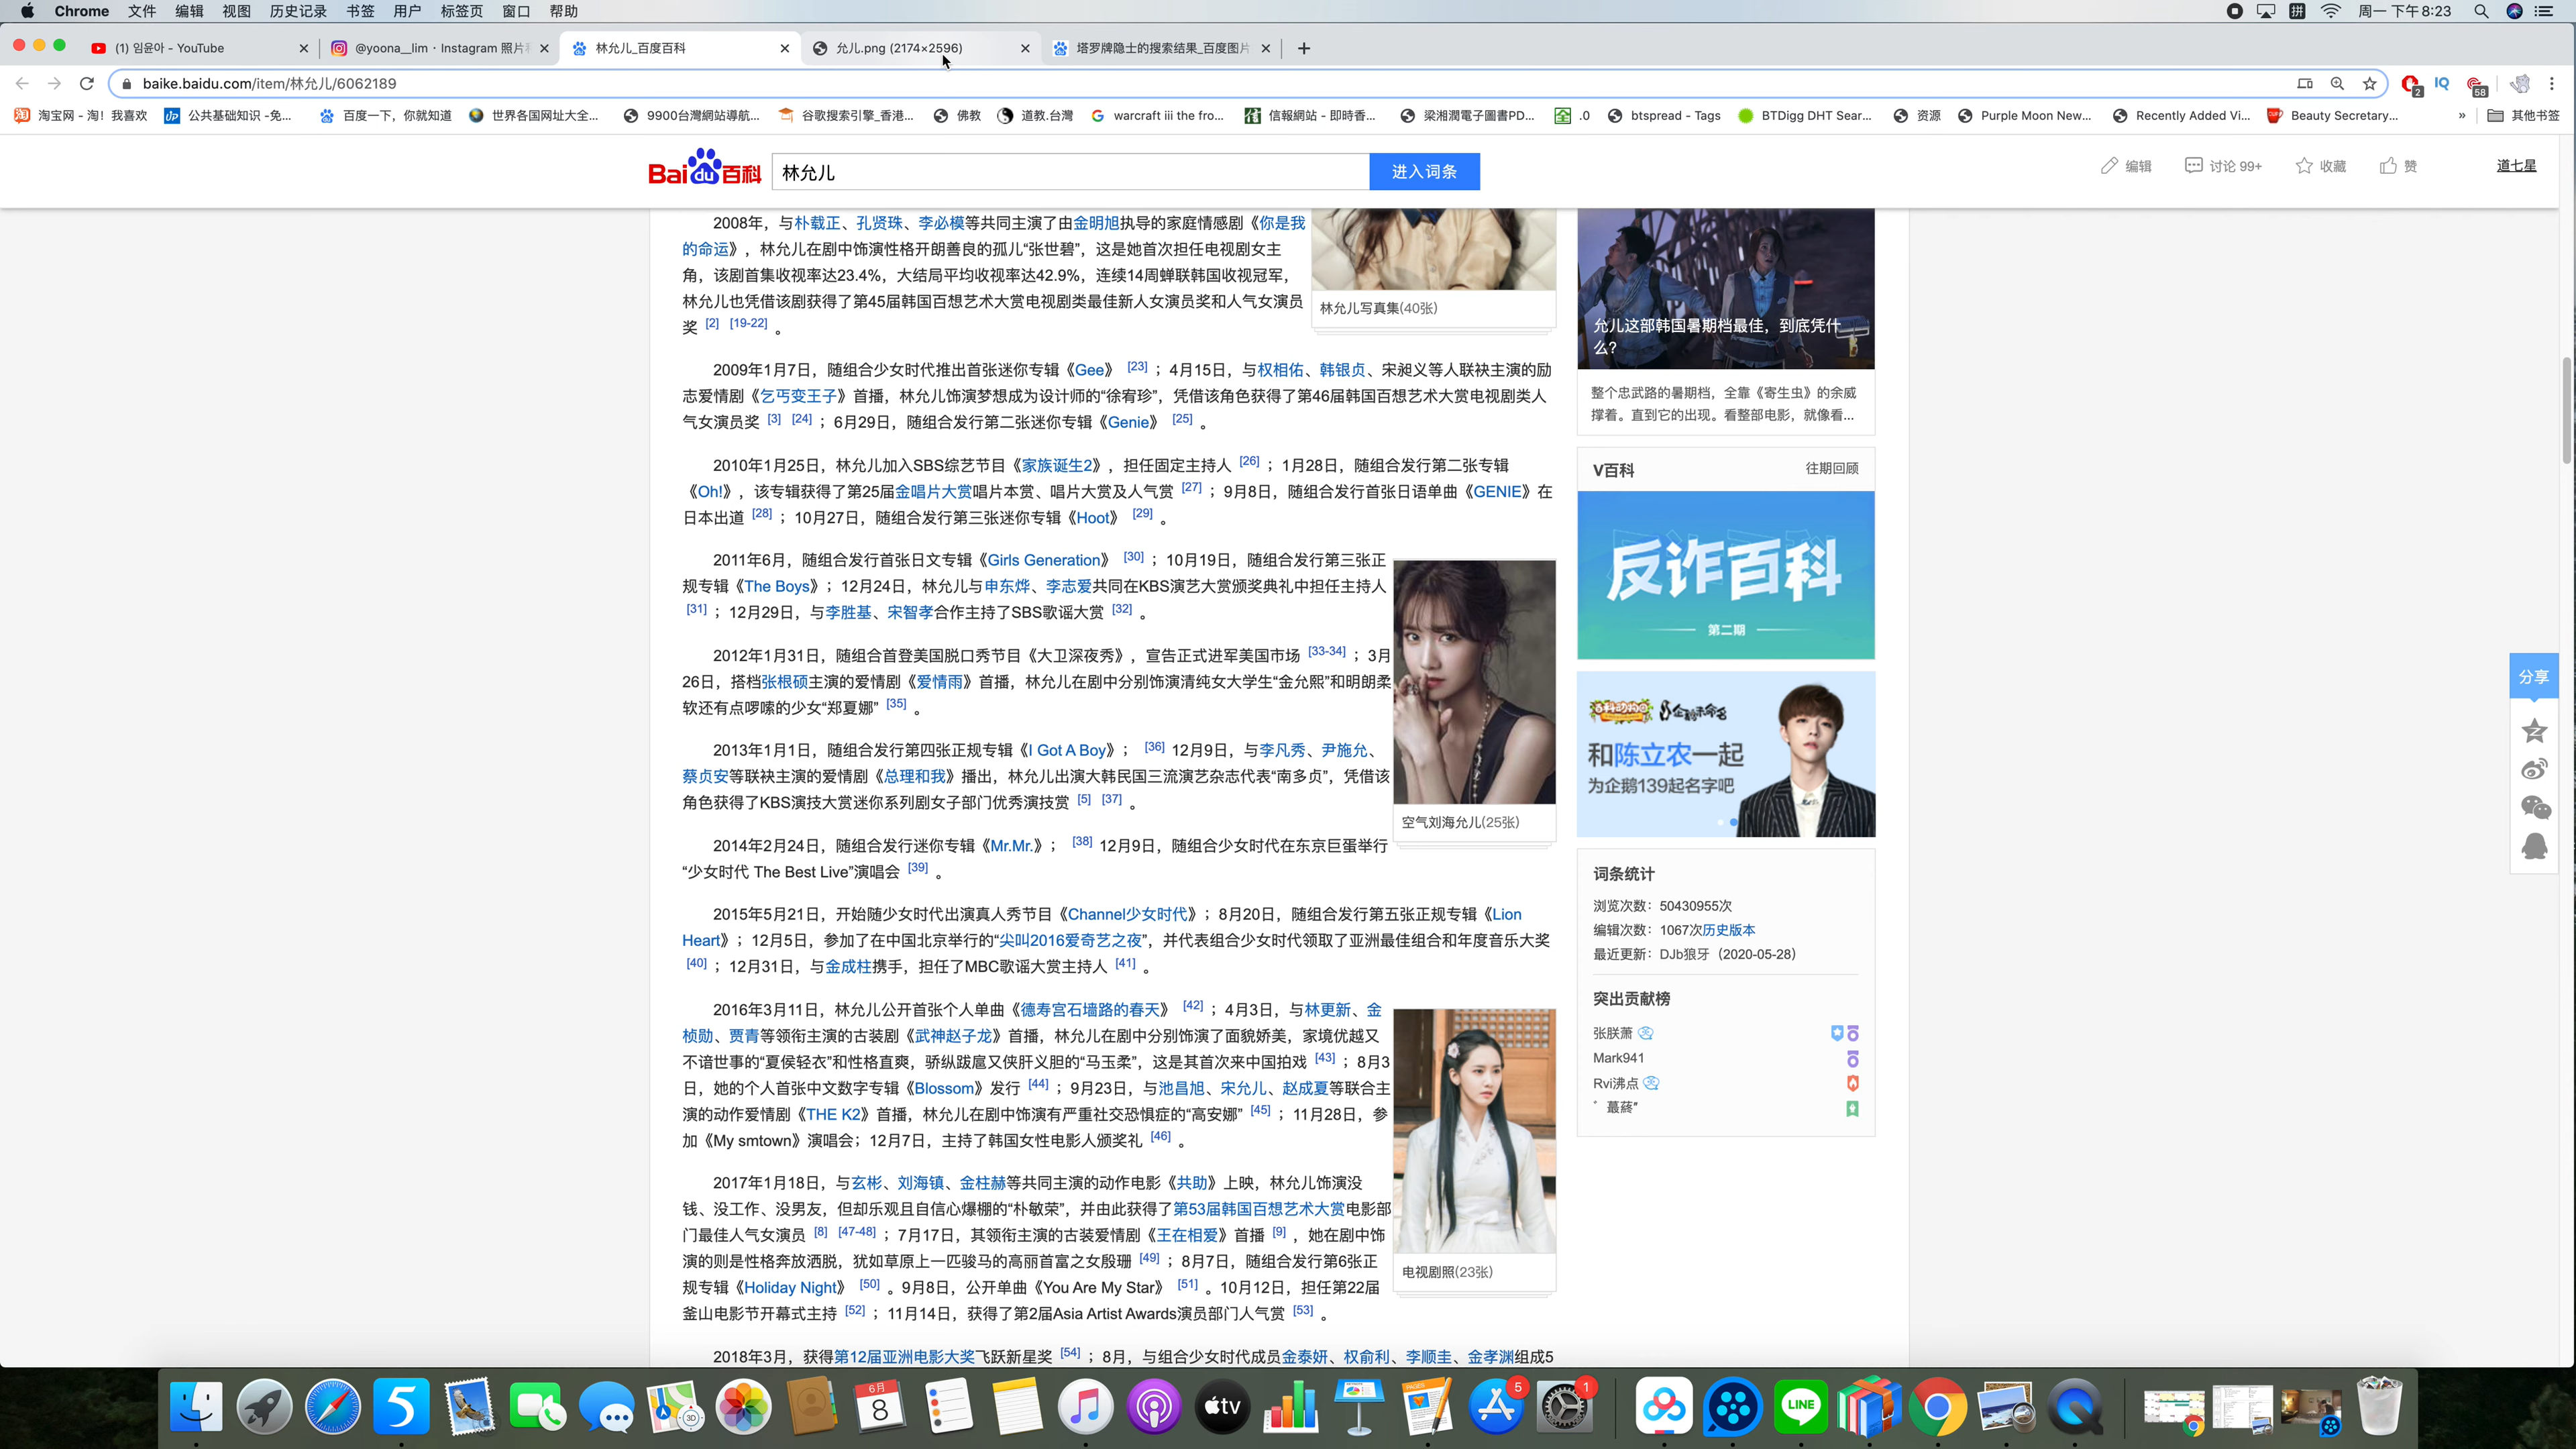 Chrome 文件 编辑 视图 历史记录 书签 用户 标签页 窗口 帮助 周一 下午8:23
(1) 임윤아 - YouTube @yoona__lim · Instagram 照片 林允儿_百度百科 允儿.png (2174×2596) 塔罗牌隐士的搜索结果_百度图片
baike.baidu.com/item/林允儿/6062189 2 IQ 58
淘宝网 - 淘！我喜欢 公共基础知识 -免... 百度一下，你就知道 世界各国网址大全... 9900台灣網站導航... 谷歌搜索引擎_香港... 佛教 道教.台灣 warcraft iii the fro... 信報網站 - 即時香... 梁湘潤電子圖書PD... .0 btspread - Tags BTDigg DHT Sear... 资源 Purple Moon New... Recently Added Vi... Beauty Secretary... » 其他书签
Bai du 百科 林允儿 进入词条 编辑 讨论 99+ 收藏 赞 道七星
2008年，与朴载正、孔贤珠、李必模等共同主演了由金明旭执导的家庭情感剧《你是我
的命运》，林允儿在剧中饰演性格开朗善良的孤儿“张世碧”，这是她首次担任电视剧女主
角，该剧首集收视率达23.4%，大结局平均收视率达42.9%，连续14周蝉联韩国收视冠军，
林允儿也凭借该剧获得了第45届韩国百想艺术大赏电视剧类最佳新人女演员奖和人气女演员
奖 [2] [19-22] 。
林允儿写真集(40张)
2009年1月7日，随组合少女时代推出首张迷你专辑《Gee》 [23] ；4月15日，与权相佑、韩银贞、宋昶义等人联袂主演的励
志爱情剧《乞丐变王子》首播，林允儿饰演梦想成为设计师的“徐宥珍”，凭借该角色获得了第46届韩国百想艺术大赏电视剧类人
气女演员奖 [3] [24] ；6月29日，随组合发行第二张迷你专辑《Genie》 [25] 。
2010年1月25日，林允儿加入SBS综艺节目《家族诞生2》，担任固定主持人 [26] ；1月28日，随组合发行第二张专辑
《Oh!》，该专辑获得了第25届金唱片大赏唱片本赏、唱片大赏及人气赏 [27] ；9月8日，随组合发行首张日语单曲《GENIE》在
日本出道 [28] ；10月27日，随组合发行第三张迷你专辑《Hoot》 [29] 。
2011年6月，随组合发行首张日文专辑《Girls Generation》 [30] ；10月19日，随组合发行第三张正
规专辑《The Boys》；12月24日，林允儿与申东烨、李志爱共同在KBS演艺大赏颁奖典礼中担任主持人
[31] ；12月29日，与李胜基、宋智孝合作主持了SBS歌谣大赏 [32] 。
2012年1月31日，随组合首登美国脱口秀节目《大卫深夜秀》，宣告正式进军美国市场 [33-34] ；3月
26日，搭档张根硕主演的爱情剧《爱情雨》首播，林允儿在剧中分别饰演清纯女大学生“金允熙”和明朗柔
软还有点啰嗦的少女“郑夏娜” [35] 。
2013年1月1日，随组合发行第四张正规专辑《I Got A Boy》； [36] 12月9日，与李凡秀、尹施允、
蔡贞安等联袂主演的爱情剧《总理和我》播出，林允儿出演大韩民国三流演艺杂志代表“南多贞”，凭借该
角色获得了KBS演技大赏迷你系列剧女子部门优秀演技赏 [5] [37] 。
空气刘海允儿(25张)
2014年2月24日，随组合发行迷你专辑《Mr.Mr.》； [38] 12月9日，随组合少女时代在东京巨蛋举行
“少女时代 The Best Live”演唱会 [39] 。
2015年5月21日，开始随少女时代出演真人秀节目《Channel少女时代》；8月20日，随组合发行第五张正规专辑《Lion
Heart》；12月5日，参加了在中国北京举行的“尖叫2016爱奇艺之夜”，并代表组合少女时代领取了亚洲最佳组合和年度音乐大奖
[40] ；12月31日，与金成柱携手，担任了MBC歌谣大赏主持人 [41] 。
2016年3月11日，林允儿公开首张个人单曲《德寿宫石墙路的春天》 [42] ；4月3日，与林更新、金
桢勋、贾青等领衔主演的古装剧《武神赵子龙》首播，林允儿在剧中分别饰演了面貌娇美，家境优越又
不谙世事的“夏侯轻衣”和性格直爽，骄纵跋扈又侠肝义胆的“马玉柔”，这是其首次来中国拍戏 [43] ；8月3
日，她的个人首张中文数字专辑《Blossom》发行 [44] ；9月23日，与池昌旭、宋允儿、赵成夏等联合主
演的动作爱情剧《THE K2》首播，林允儿在剧中饰演有严重社交恐惧症的“高安娜” [45] ；11月28日，参
加《My smtown》演唱会；12月7日，主持了韩国女性电影人颁奖礼 [46] 。
2017年1月18日，与玄彬、刘海镇、金柱赫等共同主演的动作电影《共助》上映，林允儿饰演没
钱、没工作、没男友，但却乐观且自信心爆棚的“朴敏荣”，并由此获得了第53届韩国百想艺术大赏电影部
门最佳人气女演员 [8] [47-48] ；7月17日，其领衔主演的古装爱情剧《王在相爱》首播 [9] ，她在剧中饰
演的则是性格奔放洒脱，犹如草原上一匹骏马的高丽首富之女殷珊 [49] ；8月7日，随组合发行第6张正
规专辑《Holiday Night》 [50] 。9月8日，公开单曲《You Are My Star》 [51] 。10月12日，担任第22届
釜山电影节开幕式主持 [52] ；11月14日，获得了第2届Asia Artist Awards演员部门人气赏 [53] 。
电视剧照(23张)
2018年3月，获得第12届亚洲电影大奖飞跃新星奖 [54] ；8月，与组合少女时代成员金泰妍、权俞利、李顺圭、金孝渊组成5
允儿这部韩国暑期档最佳，到底凭什
么？
整个忠武路的暑期档，全靠《寄生虫》的余威
撑着。直到它的出现。看整部电影，就像看...
V百科 往期回顾
反诈百科
第二期
和陈立农一起
为企鹅139起名字吧
词条统计
浏览次数：50430955次
编辑次数：1067次历史版本
最近更新：DJb狼牙 (2020-05-28)
突出贡献榜
张朕萧
Mark941
Rvi沸点
分享
5 3D 6月 8 tv PAGES 5 1 LINE